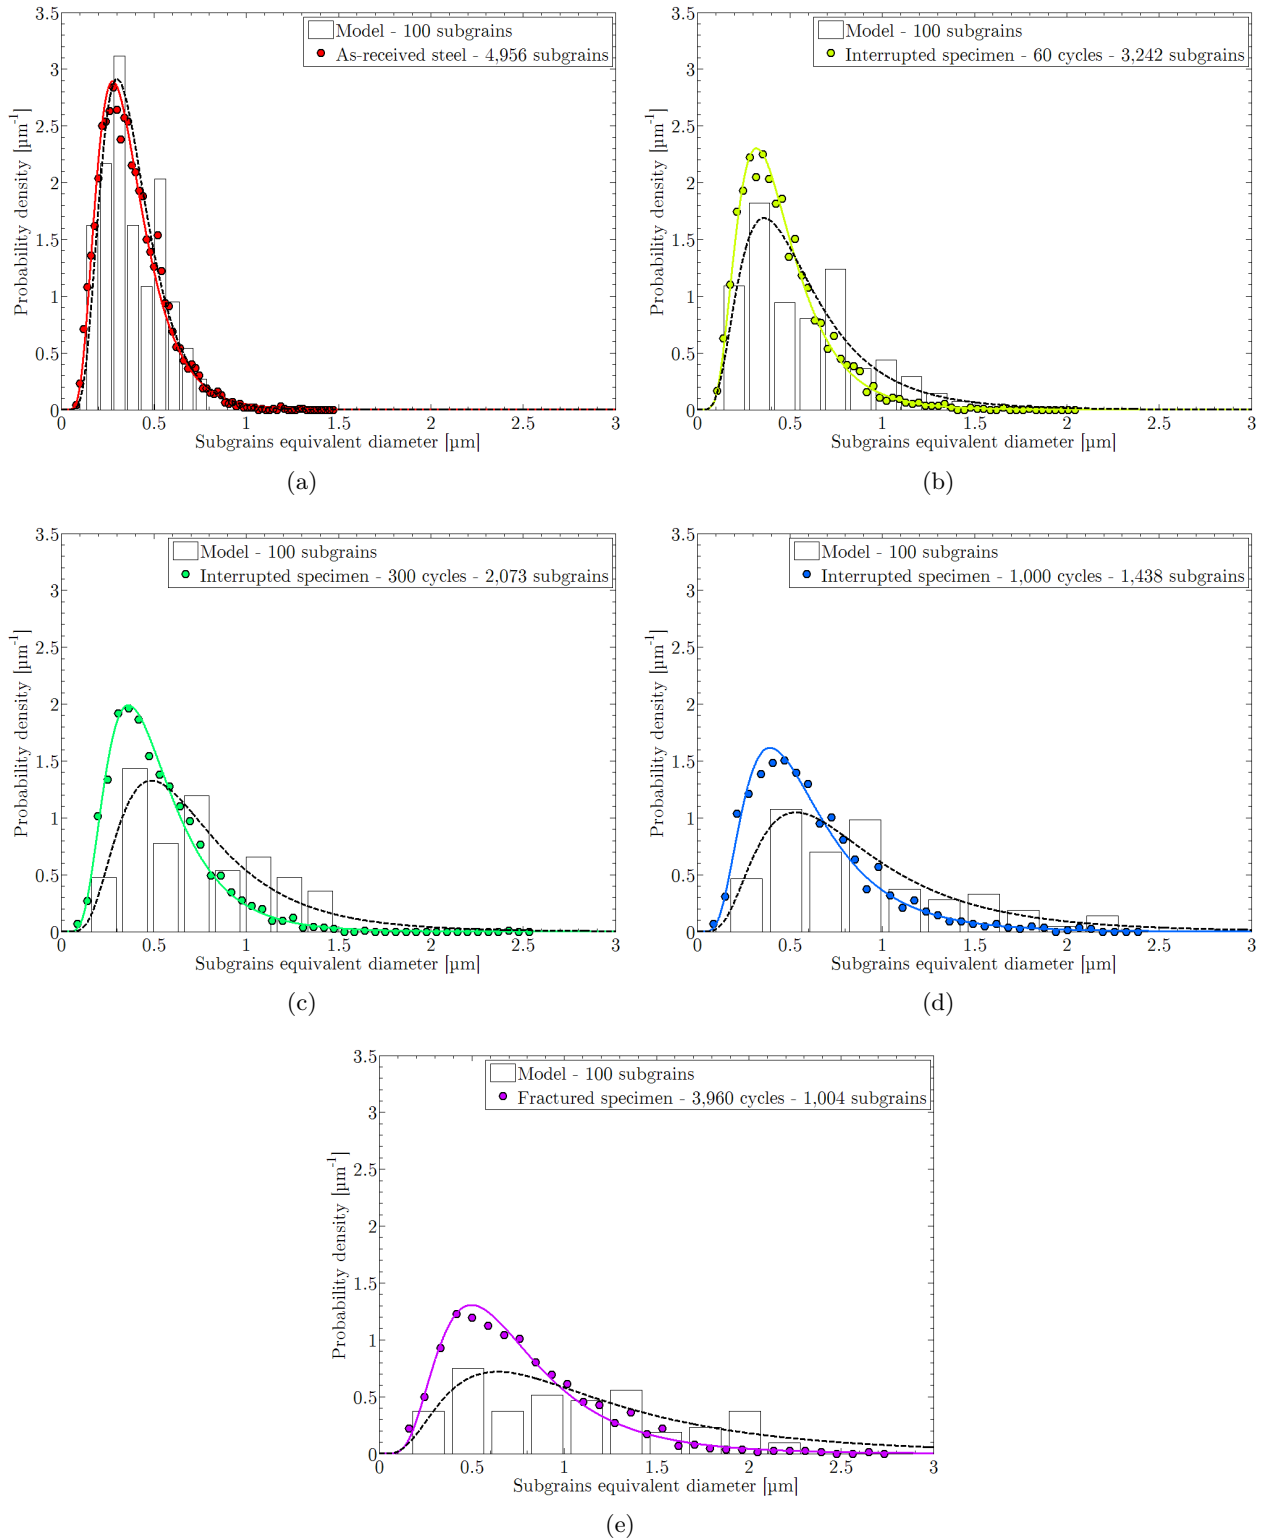 Model - 100 subgrains
As-received steel - 4,956 subgrains
Probability density [µm⁻¹]
3.5
3
2.5
2
1.5
1
0.5
0
0 0.5 1 1.5 2 2.5 3
Subgrains equivalent diameter [µm]
(a)
Model - 100 subgrains
Interrupted specimen - 60 cycles - 3,242 subgrains
Probability density [µm⁻¹]
3.5
3
2.5
2
1.5
1
0.5
0
0 0.5 1 1.5 2 2.5 3
Subgrains equivalent diameter [µm]
(b)
Model - 100 subgrains
Interrupted specimen - 300 cycles - 2,073 subgrains
Probability density [µm⁻¹]
3.5
3
2.5
2
1.5
1
0.5
0
0 0.5 1 1.5 2 2.5 3
Subgrains equivalent diameter [µm]
(c)
Model - 100 subgrains
Interrupted specimen - 1,000 cycles - 1,438 subgrains
Probability density [µm⁻¹]
3.5
3
2.5
2
1.5
1
0.5
0
0 0.5 1 1.5 2 2.5 3
Subgrains equivalent diameter [µm]
(d)
Model - 100 subgrains
Fractured specimen - 3,960 cycles - 1,004 subgrains
Probability density [µm⁻¹]
3.5
3
2.5
2
1.5
1
0.5
0
0 0.5 1 1.5 2 2.5 3
Subgrains equivalent diameter [µm]
(e)